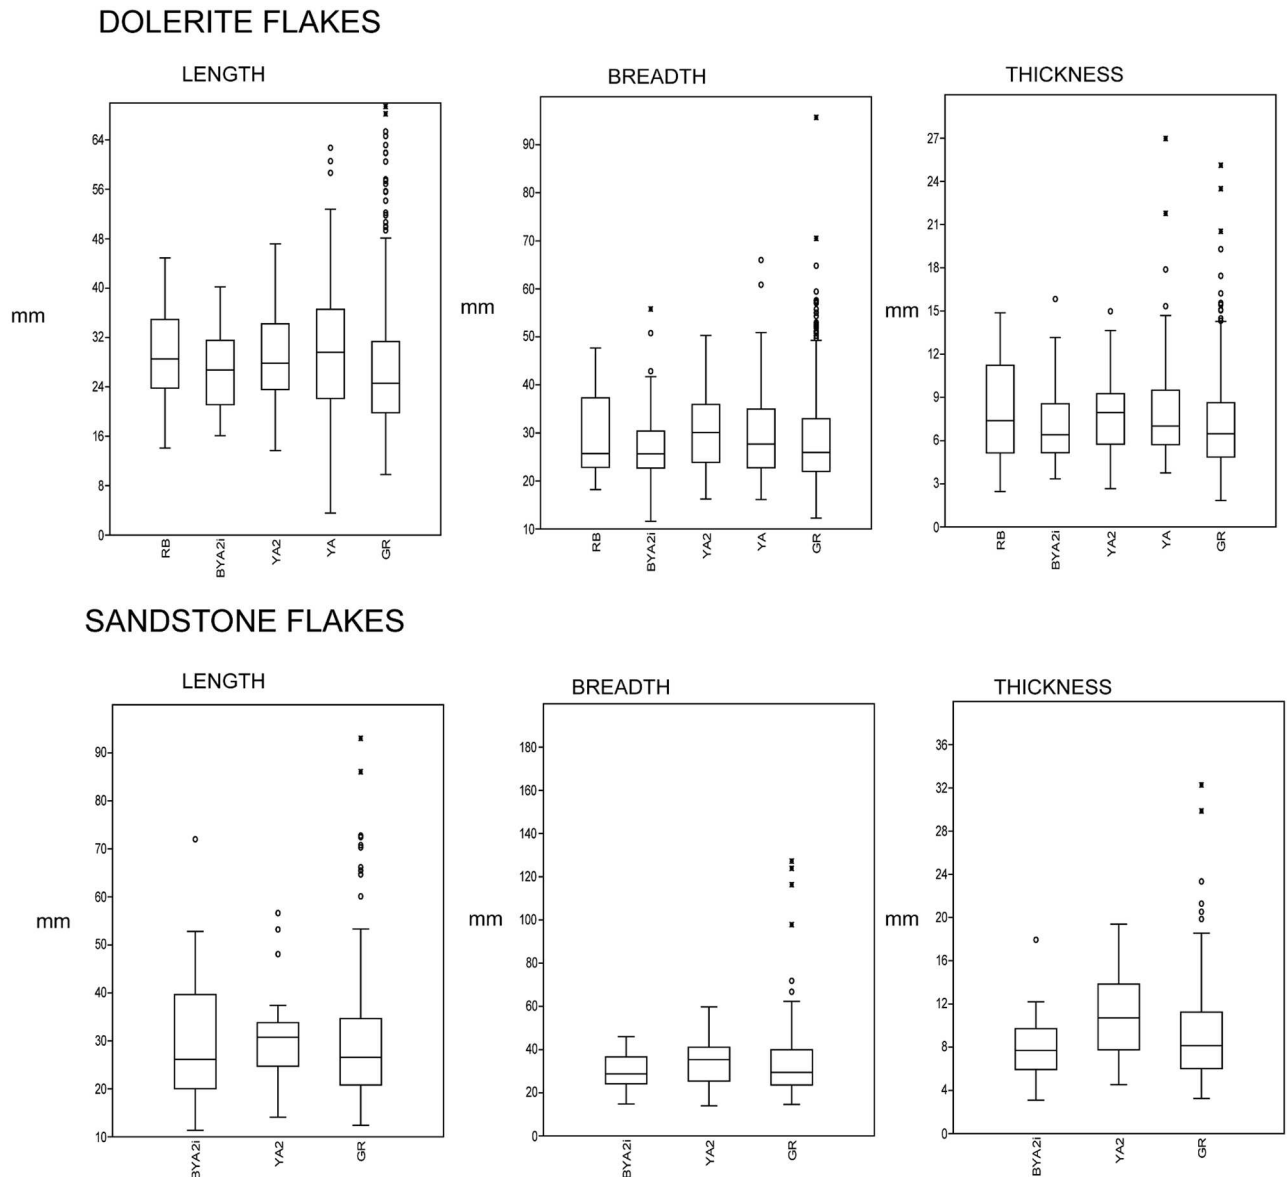 DOLERITE FLAKES
LENGTH
BREADTH
THICKNESS
mm
64
56
48
40
32
24
16
8
0
RB
BYA2i
YA2
YA
GR
mm
90
80
70
60
50
40
30
20
10
RB
BYA2i
YA2
YA
GR
mm
27
24
21
18
15
12
9
6
3
0
RB
BYA2i
YA2
YA
GR
SANDSTONE FLAKES
LENGTH
BREADTH
THICKNESS
mm
90
80
70
60
50
40
30
20
10
BYA2i
YA2
GR
mm
180
160
140
120
100
80
60
40
20
0
BYA2i
YA2
GR
mm
36
32
28
24
20
16
12
8
4
0
BYA2i
YA2
GR